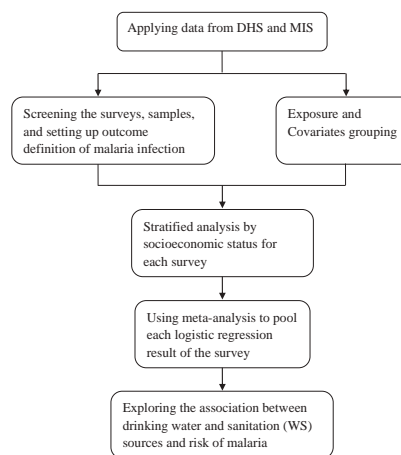 Applying data from DHS and MIS
Screening the surveys, samples,
and setting up outcome
definition of malaria infection
Exposure and
Covariates grouping
Stratified analysis by
socioeconomic status for
each survey
Using meta-analysis to pool
each logistic regression
result of the survey
Exploring the association between
drinking water and sanitation (WS)
sources and risk of malaria